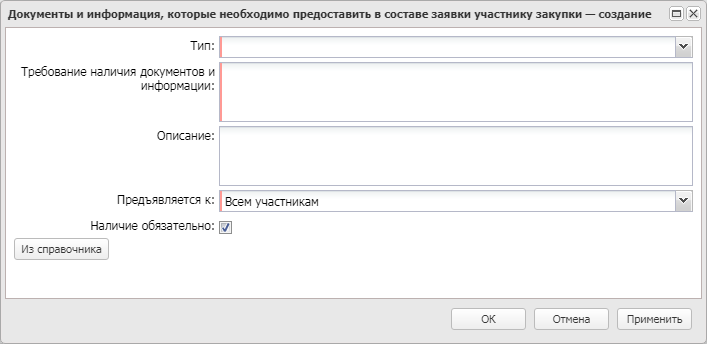 Документы и информация, которые необходимо предоставить в составе заявки участнику закупки — создание
Тип:
Требование наличия документов и
информации:
Описание:
Предъявляется к: Всем участникам
Наличие обязательно:
Из справочника
ОК Отмена Применить